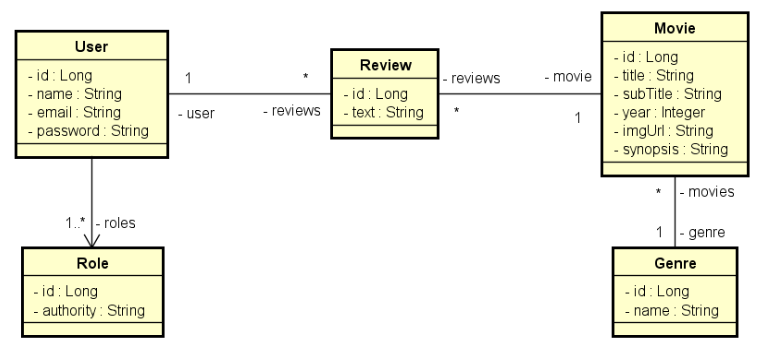 User
- id : Long
- name : String
- email : String
- password : String
1
- user
*
- reviews
Review
- id : Long
- text : String
- reviews
*
- movie
1
Movie
- id : Long
- title : String
- subTitle : String
- year : Integer
- imgUrl : String
- synopsis : String
1..* - roles
Role
- id : Long
- authority : String
* - movies
1 - genre
Genre
- id : Long
- name : String